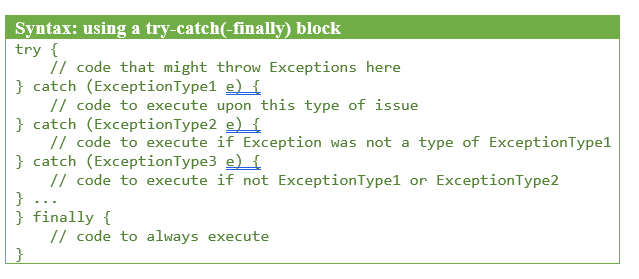 Syntax: using a try-catch(-finally) block
try {
    // code that might throw Exceptions here
} catch (ExceptionType1 e) {
    // code to execute upon this type of issue
} catch (ExceptionType2 e) {
    // code to execute if Exception was not a type of ExceptionType1
} catch (ExceptionType3 e) {
    // code to execute if not ExceptionType1 or ExceptionType2
} ...
} finally {
    // code to always execute
}